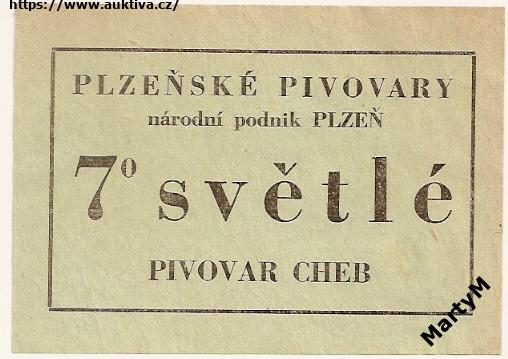 https://www.auktiva.cz/
PLZEŇSKÉ PIVOVARY
národní podnik PLZEŇ
7° světlé
PIVOVAR CHEB
MartyM